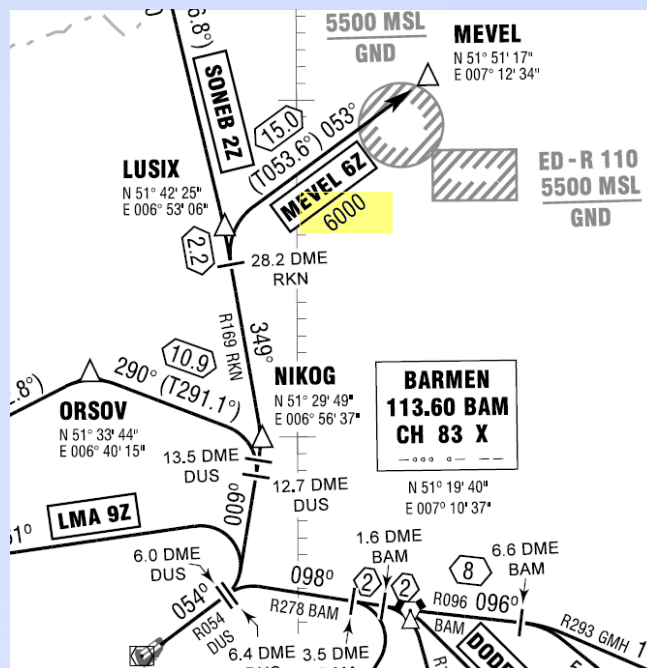 6.8°)
SONEB 2Z
5500 MSL
GND
MEVEL
N 51° 51' 17"
E 007° 12' 34"
15.0
(T053.6°) 053°
MEVEL 6Z
6000
ED-R 110
5500 MSL
GND
LUSIX
N 51° 42' 25"
E 006° 53' 06"
2.2
28.2 DME
RKN
R169 RKN
349°
10.9
290° (T291.1°)
.8°)
ORSOV
N 51° 33' 44"
E 006° 40' 15"
NIKOG
N 51° 29' 49"
E 006° 56' 37"
BARMEN
113.60 BAM
CH 83 X
N 51° 19' 40"
E 007° 10' 37"
13.5 DME
DUS
12.7 DME
DUS
009°
LMA 9Z
1°
6.0 DME
DUS
054°
R054
DUS
6.4 DME
098°
R278 BAM
2
1.6 DME
BAM
2
3.5 DME
8
6.6 DME
BAM
R096
096°
BAM
R293 GMH